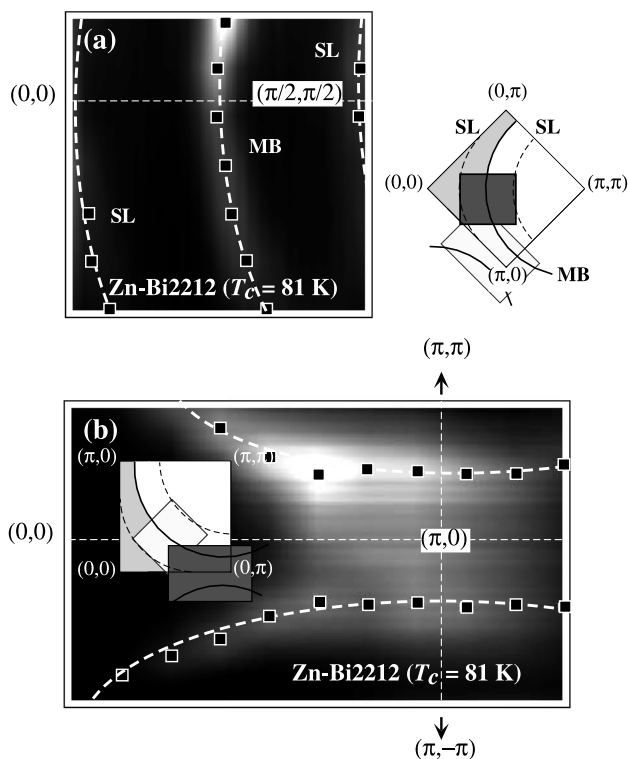 (a)
SL
SL
(0,0)
(π/2,π/2)
MB
SL
Zn-Bi2212 (Tc = 81 K)
(0,π)
SL
SL
(0,0)
(π,π)
(π,0)
MB
(π,π)
(b)
(π,0)
(π,π)
(0,0)
(π,0)
(0,0)
(0,π)
Zn-Bi2212 (Tc = 81 K)
(π,−π)